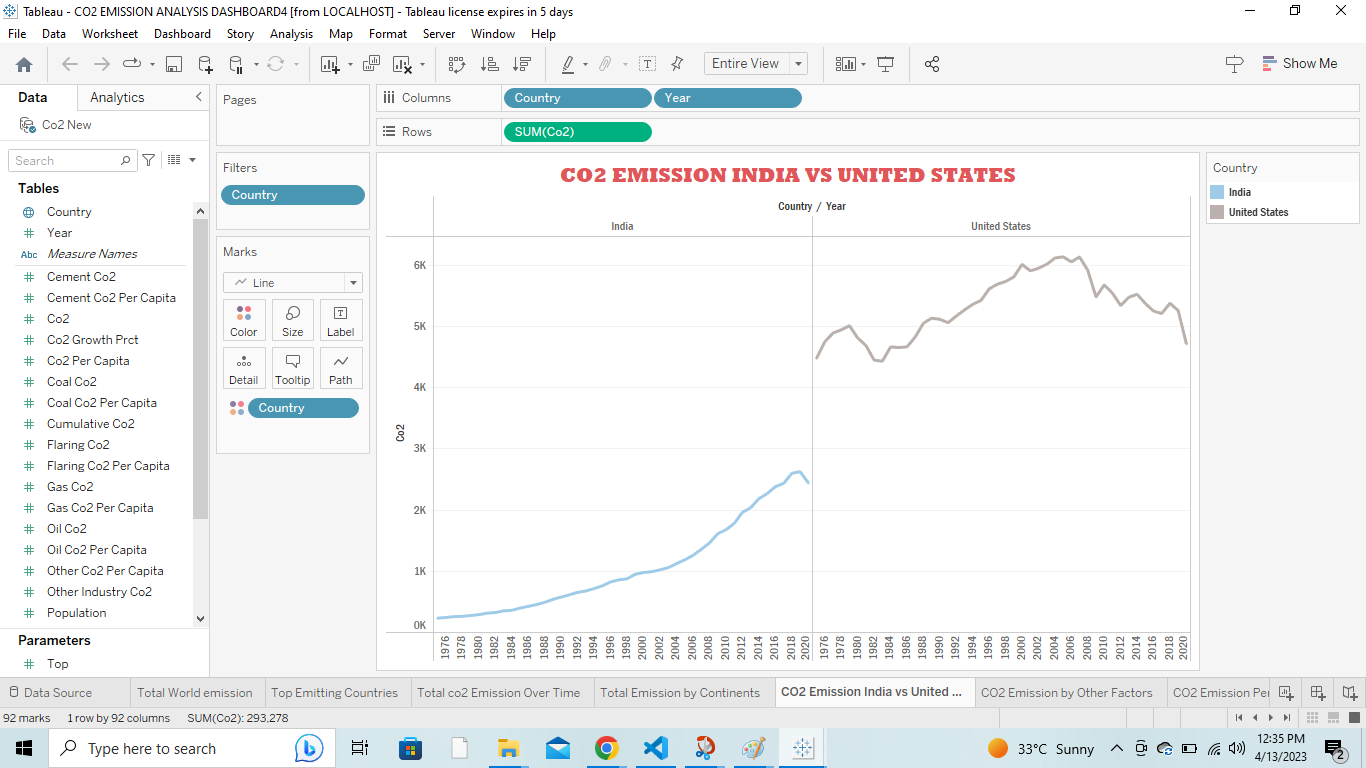 Tableau - CO2 EMISSION ANALYSIS DASHBOARD4 [from LOCALHOST] - Tableau license expires in 5 days
File Data Worksheet Dashboard Story Analysis Map Format Server Window Help
Entire View
Show Me
Data Analytics
Co2 New
Search
Tables
Country
Year
Abc Measure Names
Cement Co2
Cement Co2 Per Capita
Co2
Co2 Growth Prct
Co2 Per Capita
Coal Co2
Coal Co2 Per Capita
Cumulative Co2
Flaring Co2
Flaring Co2 Per Capita
Gas Co2
Gas Co2 Per Capita
Oil Co2
Oil Co2 Per Capita
Other Co2 Per Capita
Other Industry Co2
Population
Parameters
Top
Pages
Filters
Country
Marks
Line
Color Size Label
Detail Tooltip Path
Country
Columns Country Year
Rows SUM(Co2)
CO2 EMISSION INDIA VS UNITED STATES
Country / Year
India United States
6K
5K
4K
3K
2K
1K
0K
Co2
1976 1978 1980 1982 1984 1986 1988 1990 1992 1994 1996 1998 2000 2002 2004 2006 2008 2010 2012 2014 2016 2018 2020 1976 1978 1980 1982 1984 1986 1988 1990 1992 1994 1996 1998 2000 2002 2004 2006 2008 2010 2012 2014 2016 2018 2020
Country
India
United States
Data Source Total World emission Top Emitting Countries Total co2 Emission Over Time Total Emission by Continents CO2 Emission India vs United ... CO2 Emission by Other Factors CO2 Emission Per
92 marks 1 row by 92 columns SUM(Co2): 293,278
Type here to search
33°C Sunny
12:35 PM
4/13/2023
2